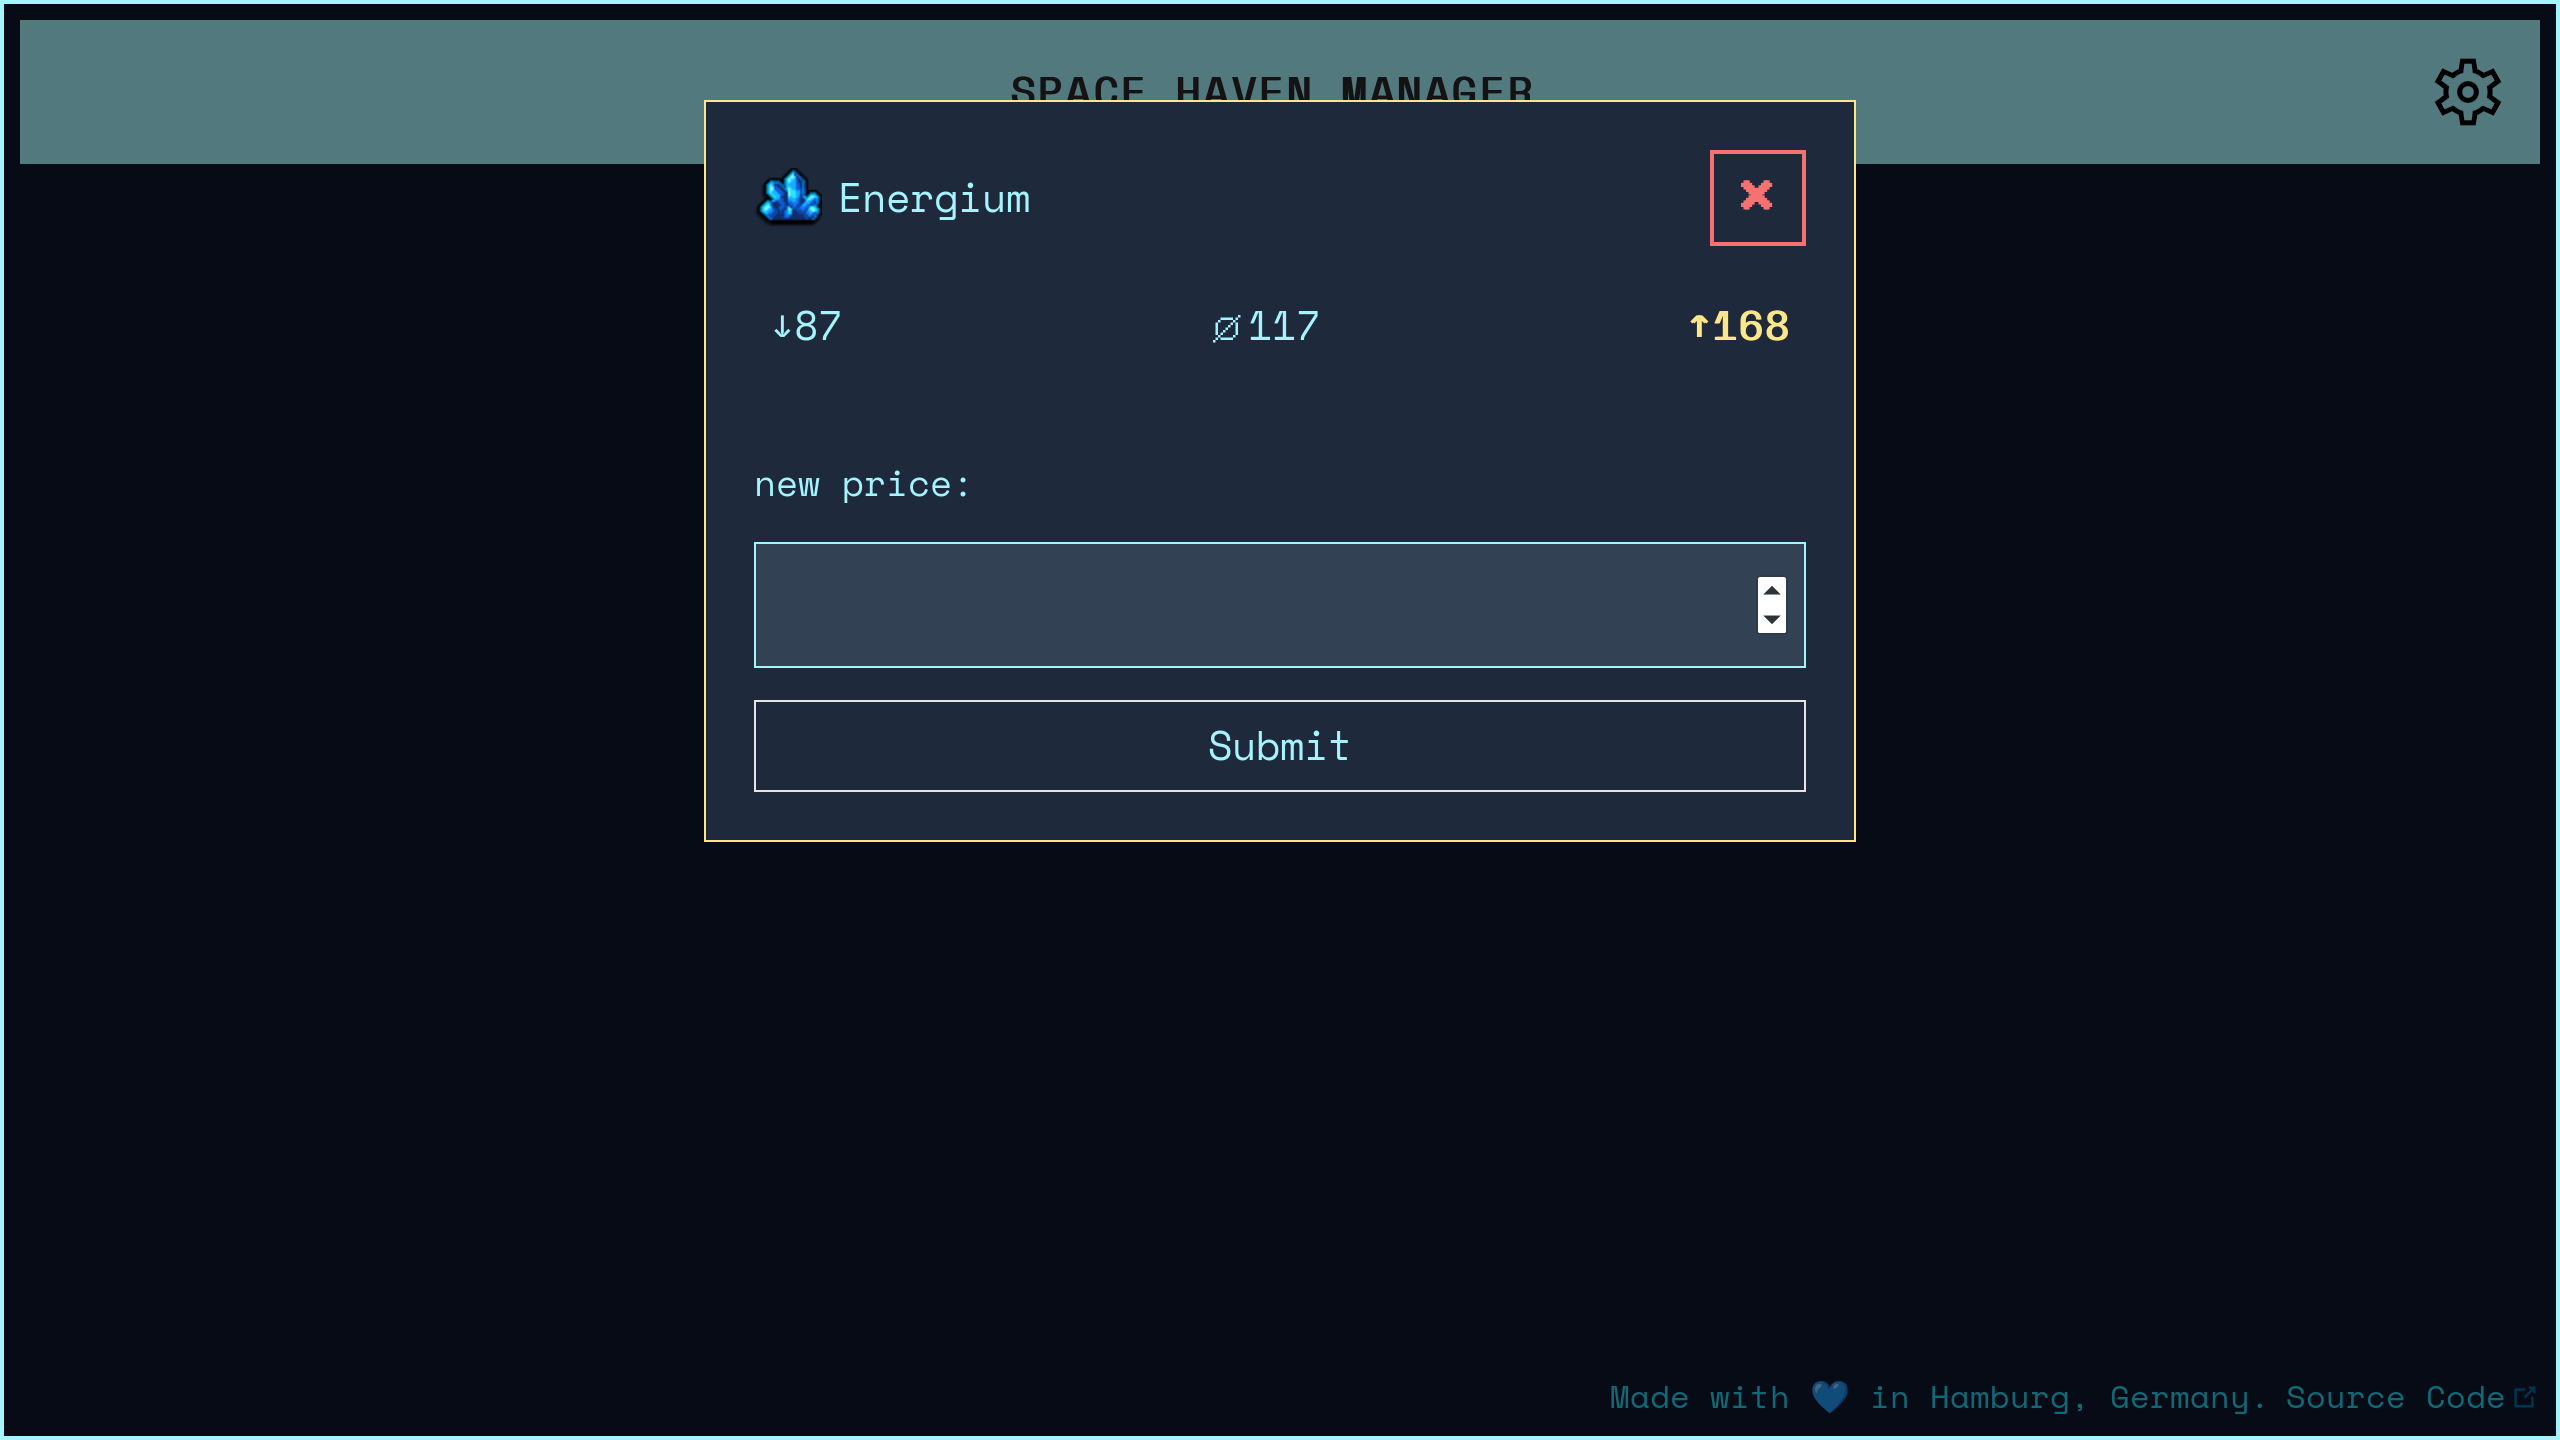 SPACE HAVEN MANAGER
Energium
↓87 ⌀117 ↑168
new price:
Submit
Made with 💙 in Hamburg, Germany. Source Code